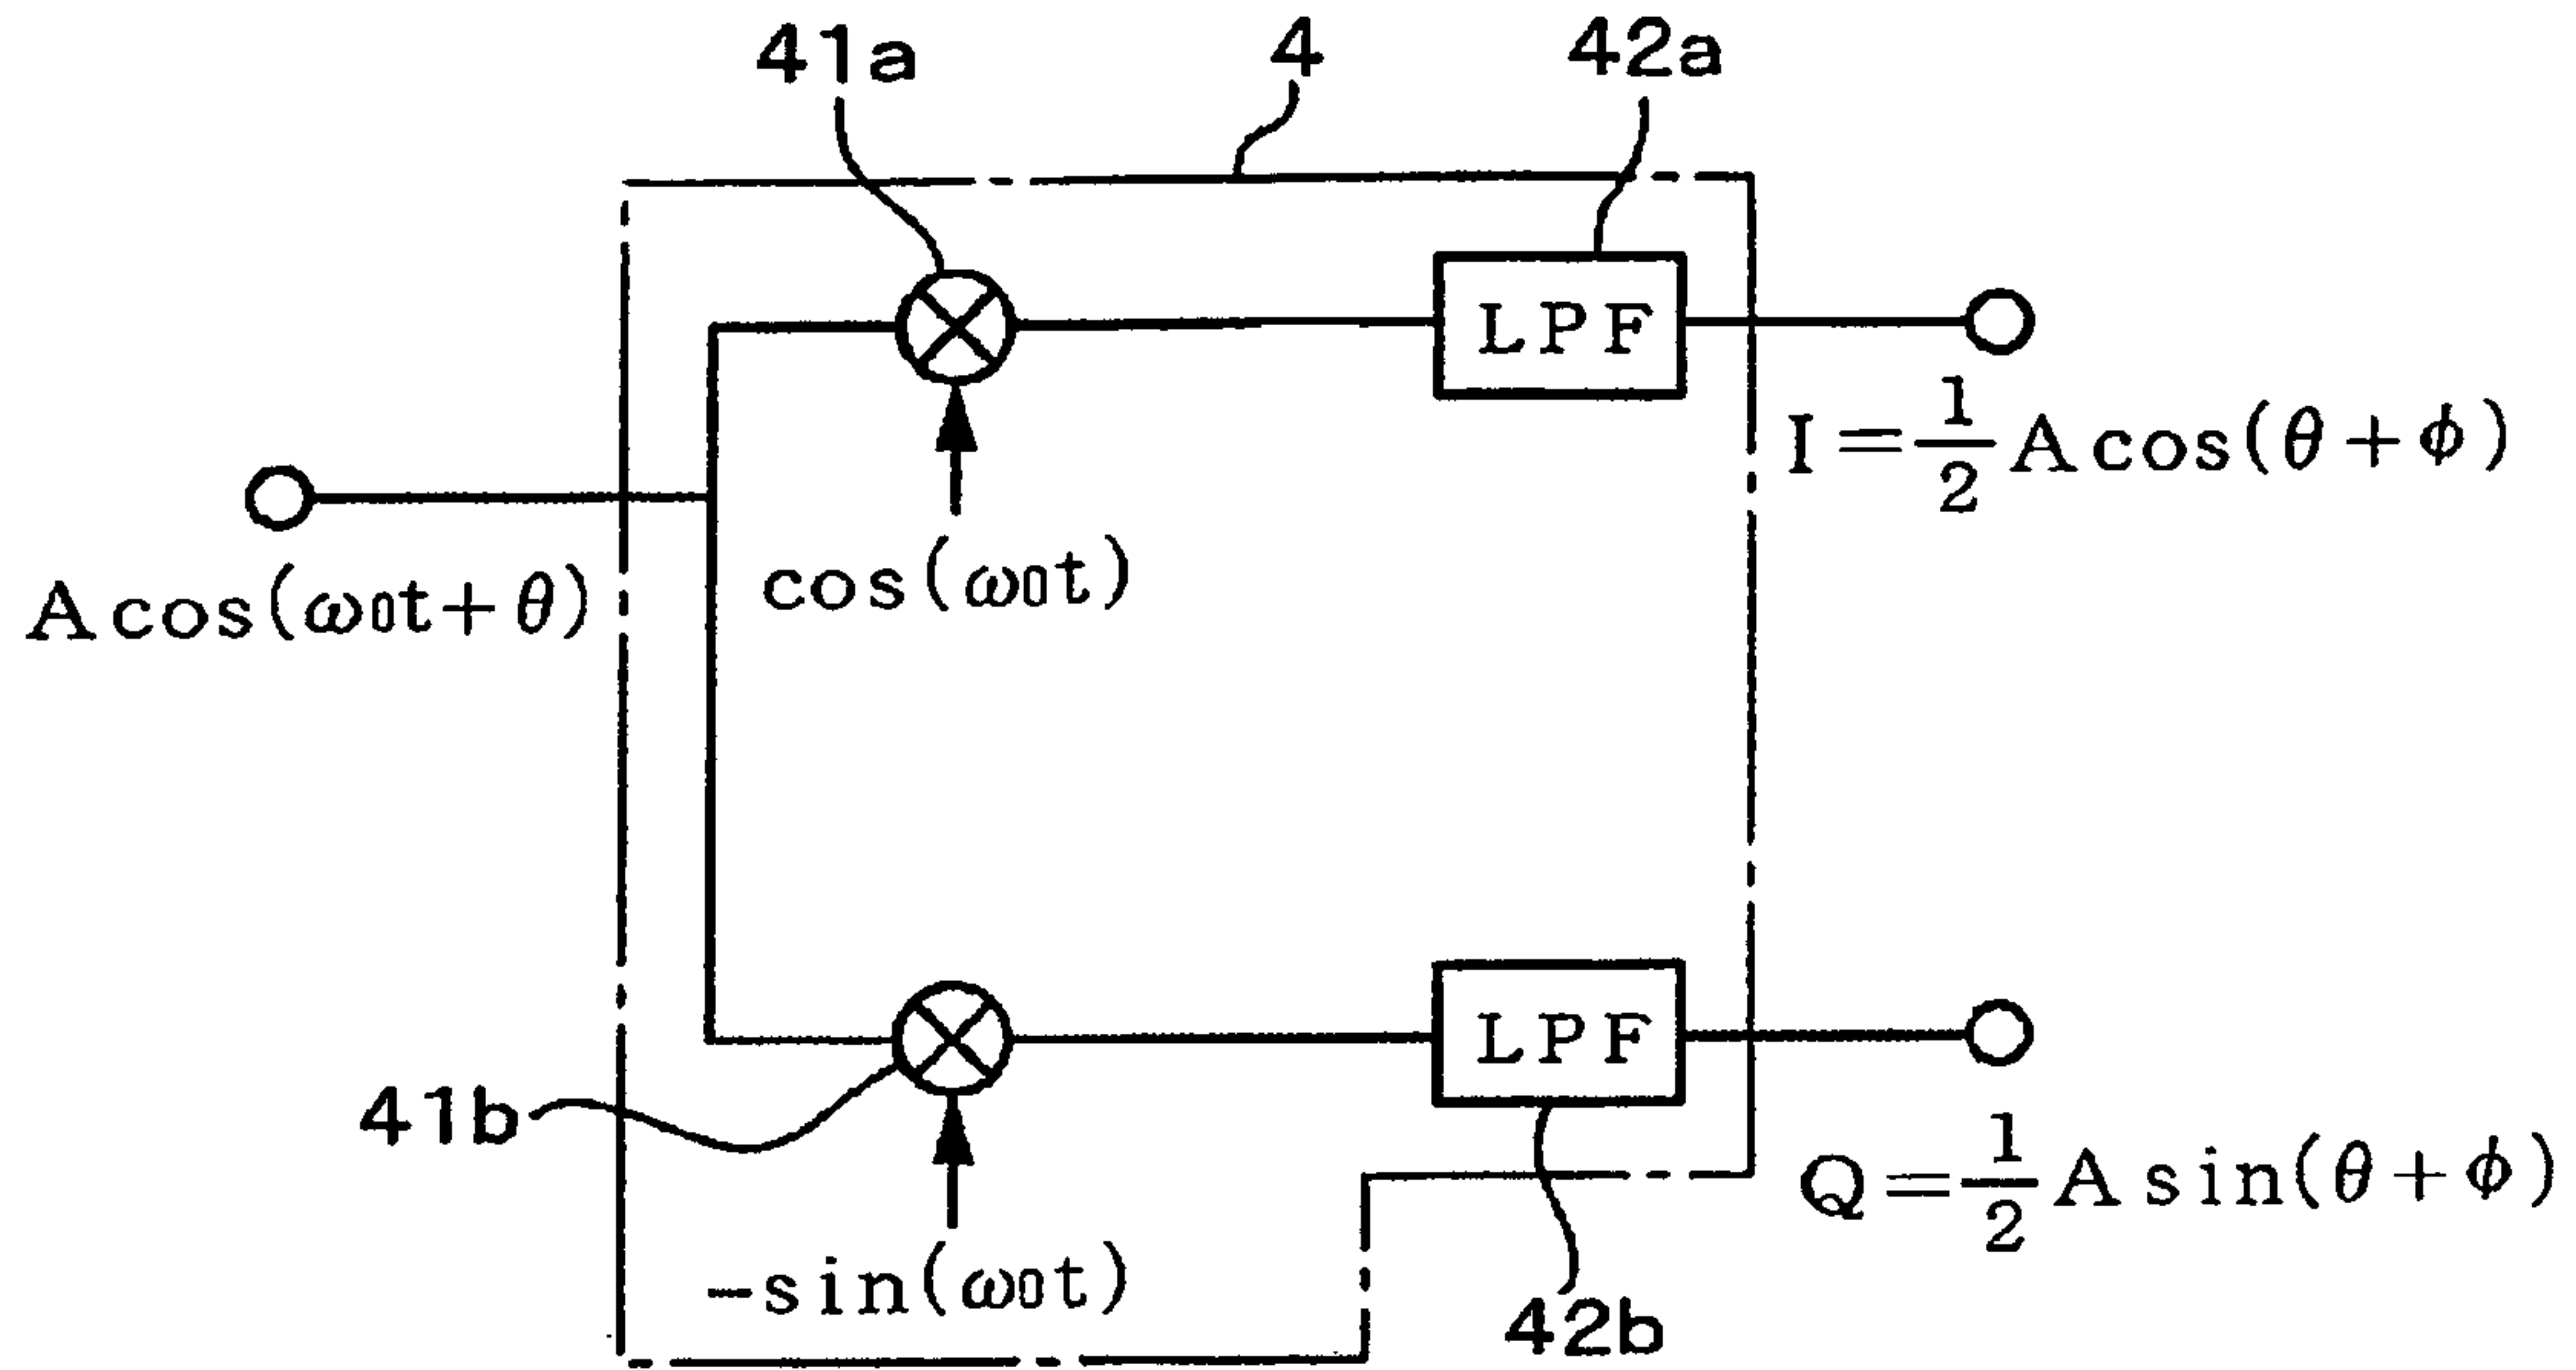 41a
4
42a
LPF
I=1/2 A cos(θ+φ)
A cos(ω0t+θ)
cos(ω0t)
41b
LPF
Q=1/2 A sin(θ+φ)
-sin(ω0t)
42b